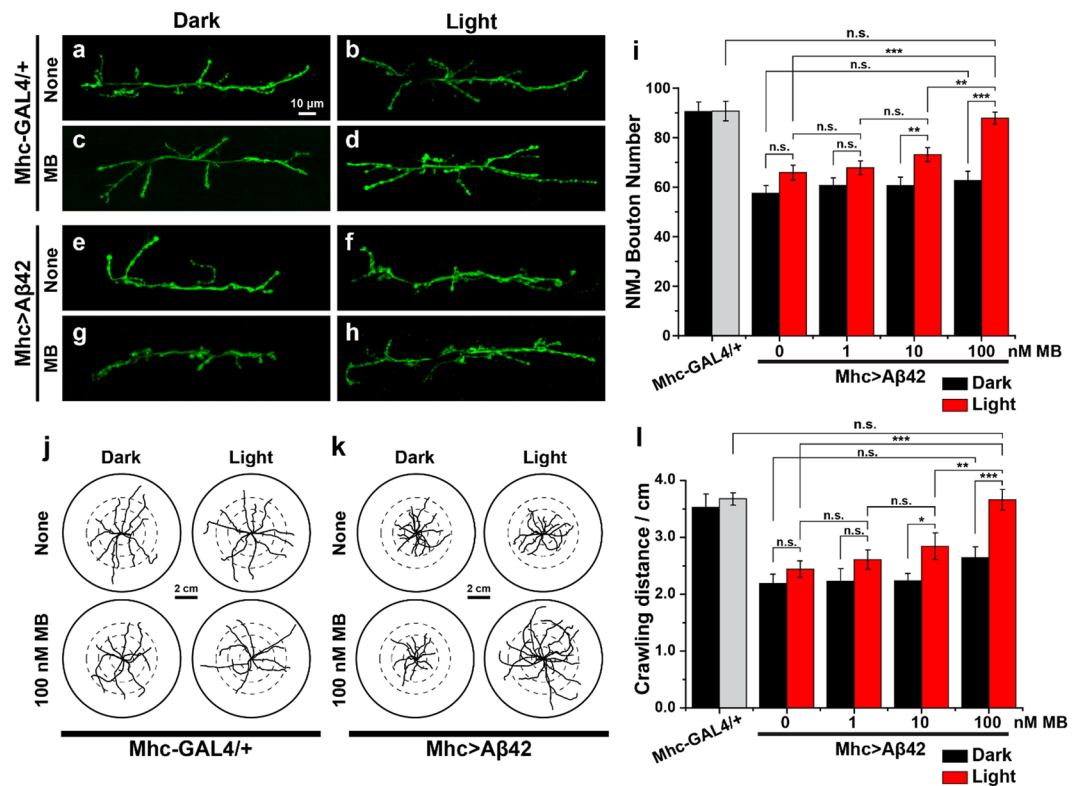 Dark Light
Mhc-GAL4/+
None
a
10 µm
b
MB
c
d
Mhc>Aβ42
None
e
f
MB
g
h
i
NMJ Bouton Number
100
80
60
40
20
0
n.s.
***
n.s.
**
***
n.s.
**
n.s.
n.s.
n.s.
Mhc-GAL4/+
0 1 10 100 nM MB
Mhc>Aβ42
Dark
Light
j
Dark Light
None
2 cm
100 nM MB
Mhc-GAL4/+
k
Dark Light
None
2 cm
100 nM MB
Mhc>Aβ42
l
Crawling distance / cm
4.0
3.0
2.0
1.0
0.0
n.s.
***
n.s.
**
***
n.s.
*
n.s.
n.s.
n.s.
Mhc-GAL4/+
0 1 10 100 nM MB
Mhc>Aβ42
Dark
Light